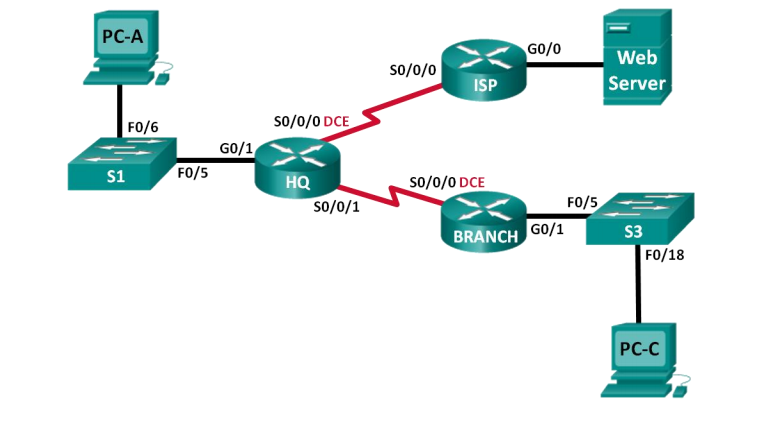 PC-A
F0/6
S1
F0/5
G0/1
HQ
S0/0/0 DCE
S0/0/1
S0/0/0
ISP
G0/0
Web
Server
S0/0/0 DCE
BRANCH
G0/1
F0/5
S3
F0/18
PC-C